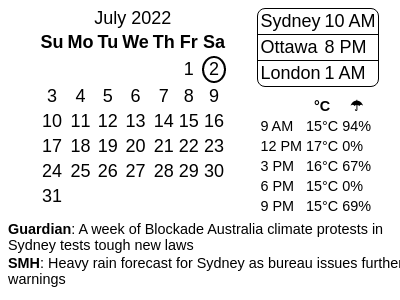 July 2022
Su Mo Tu We Th Fr Sa
1 2
3 4 5 6 7 8 9
10 11 12 13 14 15 16
17 18 19 20 21 22 23
24 25 26 27 28 29 30
31
Sydney 10 AM
Ottawa 8 PM
London 1 AM
°C ☂
9 AM 15°C 94%
12 PM 17°C 0%
3 PM 16°C 67%
6 PM 15°C 0%
9 PM 15°C 69%
Guardian: A week of Blockade Australia climate protests in
Sydney tests tough new laws
SMH: Heavy rain forecast for Sydney as bureau issues further
warnings